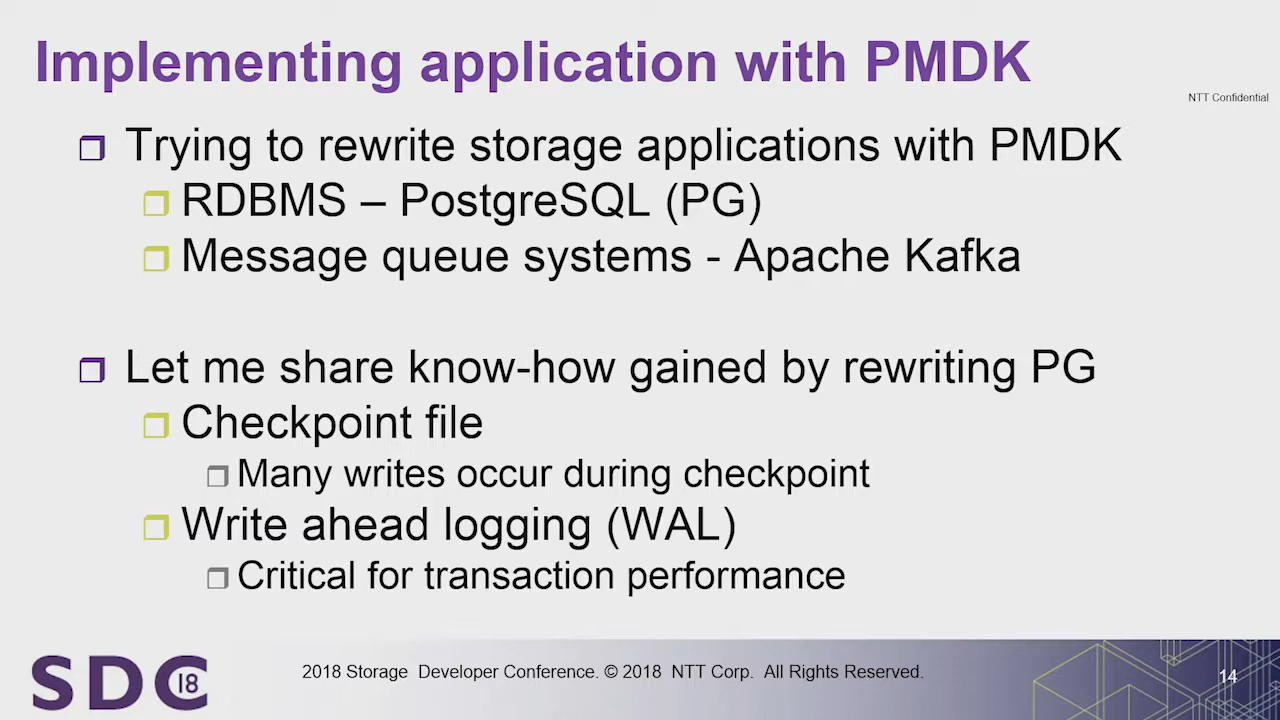 Implementing application with PMDK
NTT Confidential
Trying to rewrite storage applications with PMDK
RDBMS – PostgreSQL (PG)
Message queue systems - Apache Kafka
Let me share know-how gained by rewriting PG
Checkpoint file
Many writes occur during checkpoint
Write ahead logging (WAL)
Critical for transaction performance
SDC 18
2018 Storage Developer Conference. © 2018 NTT Corp. All Rights Reserved.
14